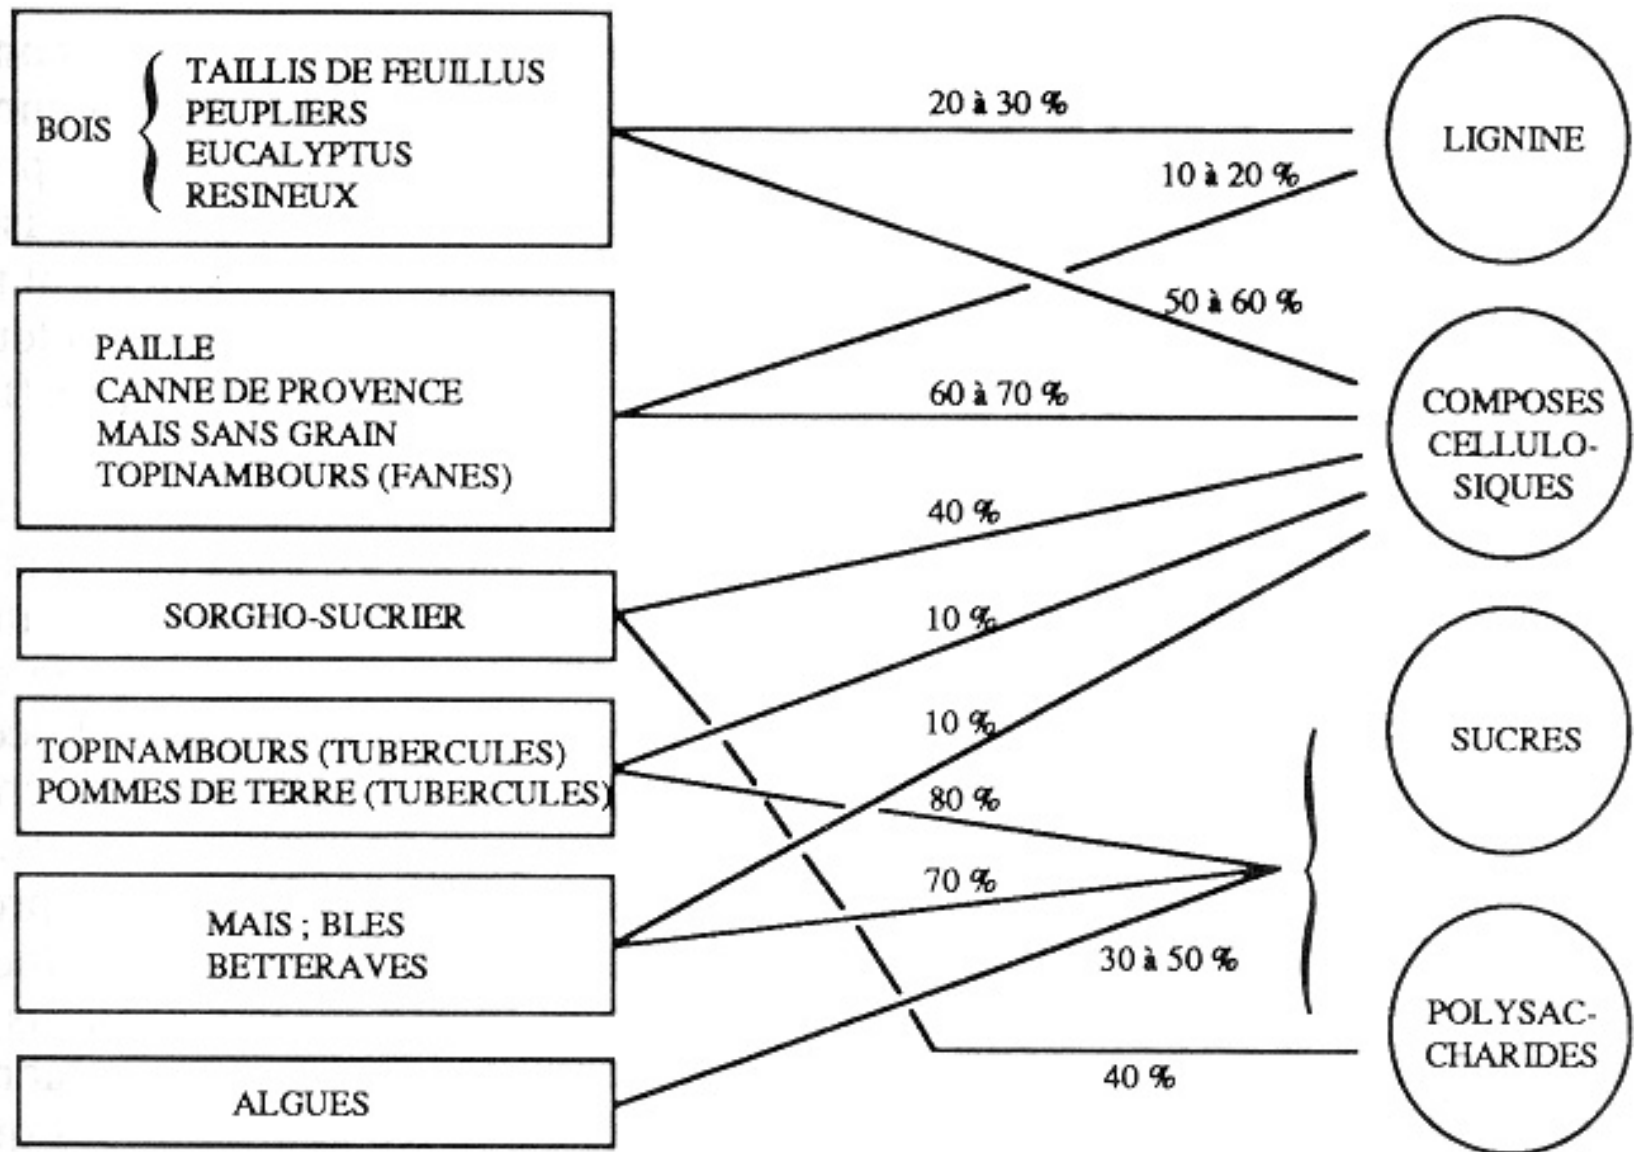 BOIS
TAILLIS DE FEUILLUS
PEUPLIERS
EUCALYPTUS
RESINEUX
PAILLE
CANNE DE PROVENCE
MAIS SANS GRAIN
TOPINAMBOURS (FANES)
SORGHO-SUCRIER
TOPINAMBOURS (TUBERCULES)
POMMES DE TERRE (TUBERCULES)
MAIS ; BLES
BETTERAVES
ALGUES
20 à 30 %
10 à 20 %
50 à 60 %
60 à 70 %
40 %
10 %
10 %
80 %
70 %
30 à 50 %
40 %
LIGNINE
COMPOSES
CELLULO-
SIQUES
SUCRES
POLYSAC-
CHARIDES